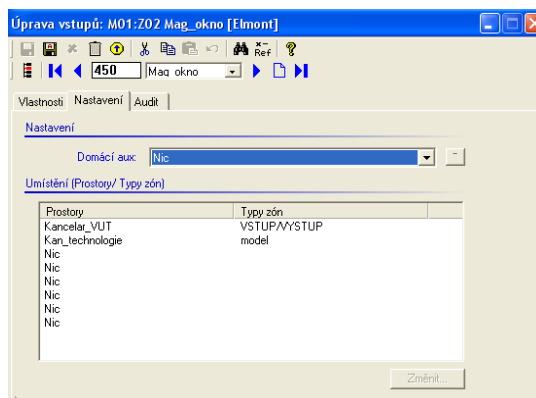 Úprava vstupů: M01:Z02 Mag_okno [Elmont]
Ref
450 Mag okno
Vlastnosti Nastavení Audit
Nastavení
Domácí aux: Nic
Umístění (Prostory/ Typy zón)
Prostory Typy zón
Kancelar_VUT VSTUP/VYSTUP
Kan_technologie model
Nic
Nic
Nic
Nic
Nic
Nic
Změnit...